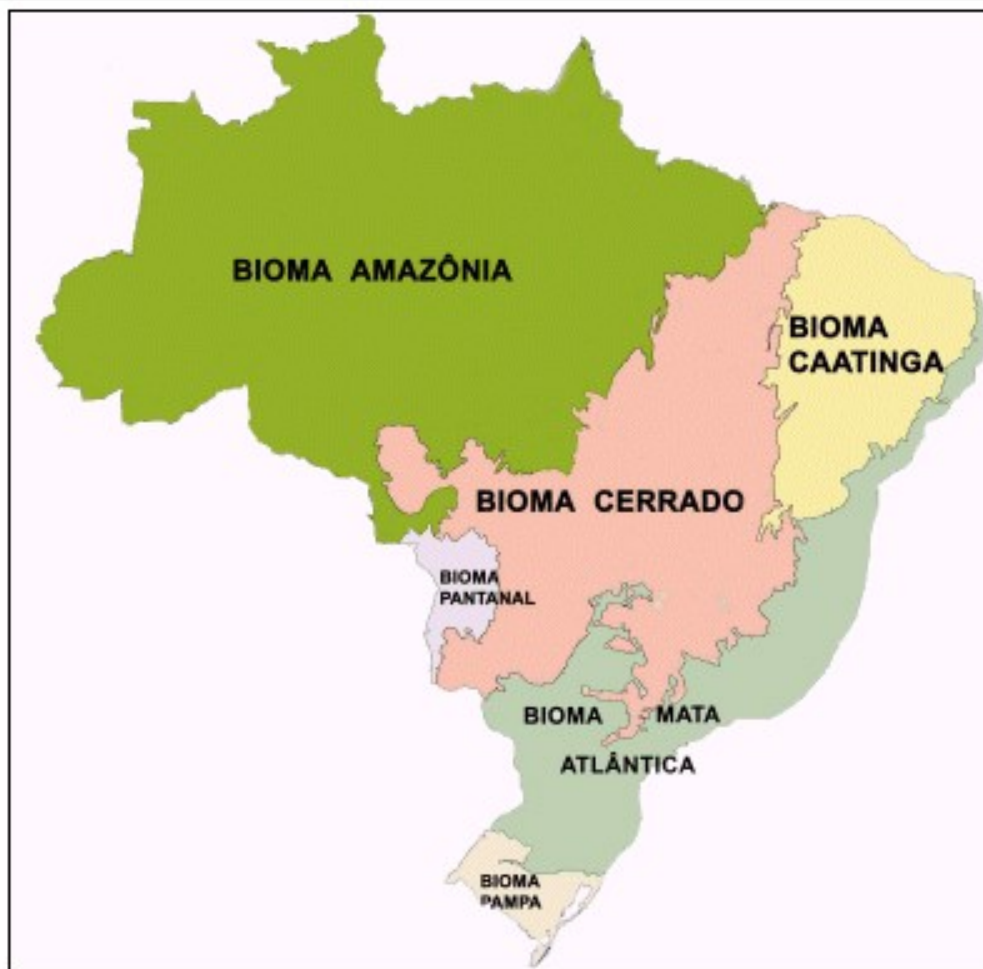 BIOMA AMAZÔNIA
BIOMA
CAATINGA
BIOMA CERRADO
BIOMA
PANTANAL
BIOMA MATA
ATLÂNTICA
BIOMA
PAMPA